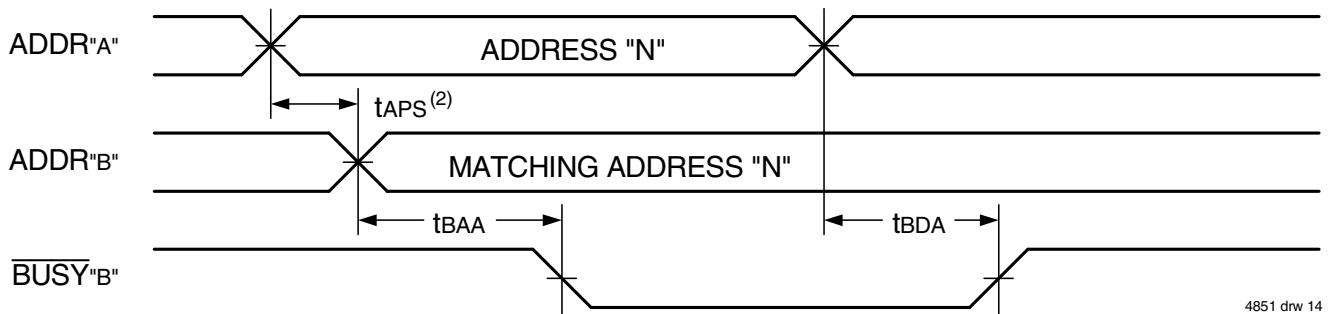 ADDR"A"
ADDRESS "N"
tAPS(2)
ADDR"B"
MATCHING ADDRESS "N"
tBAA
tBDA
BUSY"B"
4851 drw 14